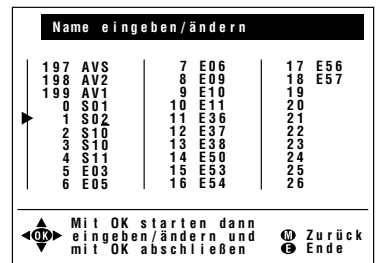 Name eingeben/ändern
197 AVS 7 E06 17 E56
198 AV2 8 E09 18 E57
199 AV1 9 E10 19
0 S01 10 E11 20
1 S02 11 E36 21
2 S10 12 E37 22
3 S10 13 E38 23
4 S11 14 E50 24
5 E03 15 E53 25
6 E05 16 E54 26
Mit OK starten dann
OK eingeben/ändern und M Zurück
mit OK abschließen E Ende